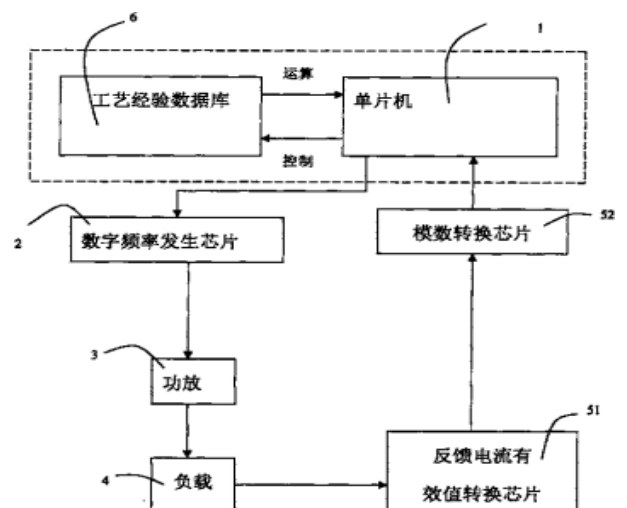 6
1
运算
工艺经验数据库
单片机
控制
2
数字频率发生芯片
52
模数转换芯片
3
功放
51
4
负载
反馈电流有
效值转换芯片